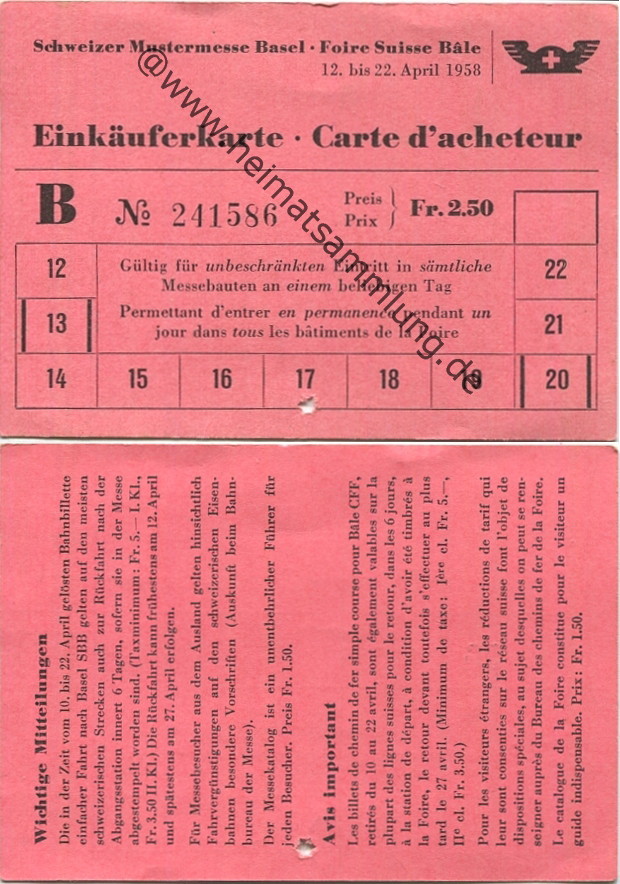 Schweizer Mustermesse Basel · Foire Suisse Bâle
12. bis 22. April 1958
Einkäuferkarte · Carte d'acheteur
B № 241586 Preis Prix } Fr. 2.50
12
Gültig für unbeschränkten Eintritt in sämtliche
Messebauten an einem beliebigen Tag
22
13
Permettant d'entrer en permanence pendant un
jour dans tous les bâtiments de la Foire
21
14 15 16 17 18 19 20
@www.heimatsammlung.de
Wichtige Mitteilungen
Die in der Zeit vom 10. bis 22. April gelösten Bahnbillette
einfacher Fahrt nach Basel SBB gelten auf den meisten
schweizerischen Strecken auch zur Rückfahrt nach der
Abgangsstation innert 6 Tagen, sofern sie in der Messe
abgestempelt worden sind. (Taxminimum: Fr. 5.— I. Kl.,
Fr. 3.50 II. Kl.) Die Rückfahrt kann frühestens am 12. April
und spätestens am 27. April erfolgen.
Für Messebesucher aus dem Ausland gelten hinsichtlich
Fahrvergünstigungen auf den schweizerischen Eisen-
bahnen besondere Vorschriften (Auskunft beim Bahn-
bureau der Messe).
Der Messekatalog ist ein unentbehrlicher Führer für
jeden Besucher. Preis Fr. 1.50.
Avis important
Les billets de chemin de fer simple course pour Bâle CFF,
retirés du 10 au 22 avril, sont également valables sur la
plupart des lignes suisses pour le retour, dans les 6 jours,
à la station de départ, à condition d'avoir été timbrés à
la Foire, le retour devant toutefois s'effectuer au plus
tard le 27 avril. (Minimum de taxe: Ière cl. Fr. 5.—,
IIe cl. Fr. 3.50.)
Pour les visiteurs étrangers, les réductions de tarif qui
leur sont consenties sur le réseau suisse font l'objet de
dispositions spéciales, au sujet desquelles on peut se ren-
seigner auprès du Bureau des chemins de fer de la Foire.
Le catalogue de la Foire constitue pour le visiteur un
guide indispensable. Prix: Fr. 1.50.